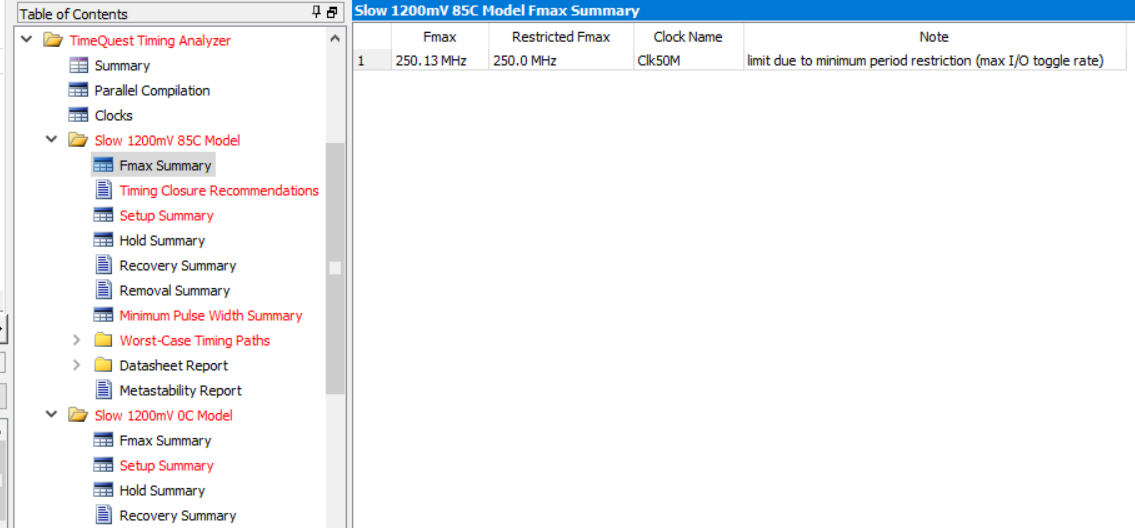 Table of Contents
TimeQuest Timing Analyzer
Summary
Parallel Compilation
Clocks
Slow 1200mV 85C Model
Fmax Summary
Timing Closure Recommendations
Setup Summary
Hold Summary
Recovery Summary
Removal Summary
Minimum Pulse Width Summary
Worst-Case Timing Paths
Datasheet Report
Metastability Report
Slow 1200mV 0C Model
Fmax Summary
Setup Summary
Hold Summary
Recovery Summary
Slow 1200mV 85C Model Fmax Summary
Fmax Restricted Fmax Clock Name Note
1 250.13 MHz 250.0 MHz Clk50M limit due to minimum period restriction (max I/O toggle rate)